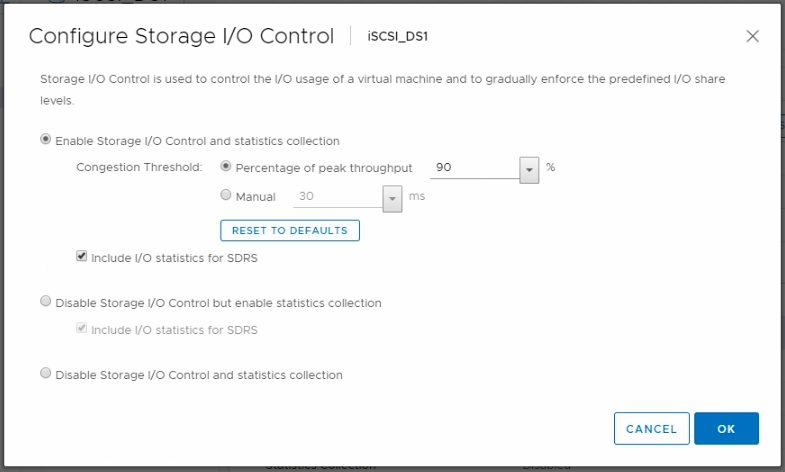 Configure Storage I/O Control | iSCSI_DS1
Storage I/O Control is used to control the I/O usage of a virtual machine and to gradually enforce the predefined I/O share
levels.
Enable Storage I/O Control and statistics collection
Congestion Threshold: Percentage of peak throughput 90 %
Manual 30 ms
RESET TO DEFAULTS
Include I/O statistics for SDRS
Disable Storage I/O Control but enable statistics collection
Include I/O statistics for SDRS
Disable Storage I/O Control and statistics collection
CANCEL OK
Statistics Collection Disabled